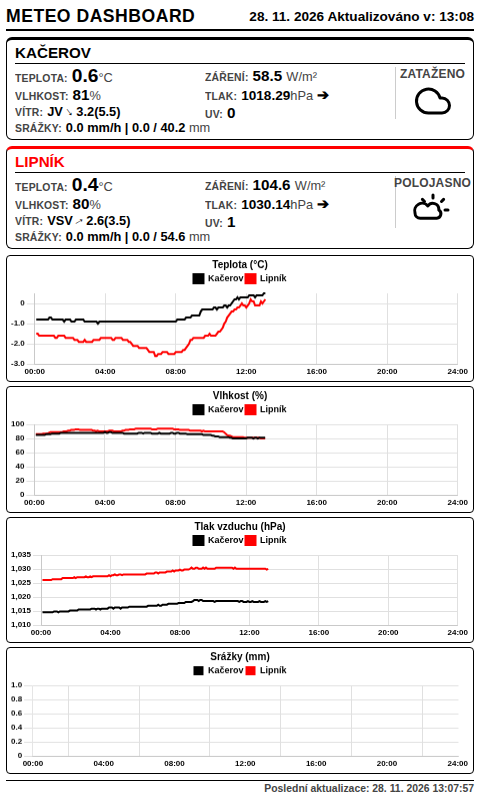 METEO DASHBOARD
28. 11. 2026 Aktualizováno v: 13:08
KAČEROV
TEPLOTA: 0.6°C
ZÁŘENÍ: 58.5 W/m²
ZATAŽENO
VLHKOST: 81%
TLAK: 1018.29hPa ➔
VÍTR: JV → 3.2(5.5)
UV: 0
SRÁŽKY: 0.0 mm/h | 0.0 / 40.2 mm
LIPNÍK
TEPLOTA: 0.4°C
ZÁŘENÍ: 104.6 W/m²
POLOJASNO
VLHKOST: 80%
TLAK: 1030.14hPa ➔
VÍTR: VSV → 2.6(3.5)
UV: 1
SRÁŽKY: 0.0 mm/h | 0.0 / 54.6 mm
Teplota (°C)
Kačerov Lipník
0
-1.0
-2.0
-3.0
00:00 04:00 08:00 12:00 16:00 20:00 24:00
Vlhkost (%)
Kačerov Lipník
100
80
60
40
20
0
00:00 04:00 08:00 12:00 16:00 20:00 24:00
Tlak vzduchu (hPa)
Kačerov Lipník
1,035
1,030
1,025
1,020
1,015
1,010
00:00 04:00 08:00 12:00 16:00 20:00 24:00
Srážky (mm)
Kačerov Lipník
1.0
0.8
0.6
0.4
0.2
0
00:00 04:00 08:00 12:00 16:00 20:00 24:00
Poslední aktualizace: 28. 11. 2026 13:07:57